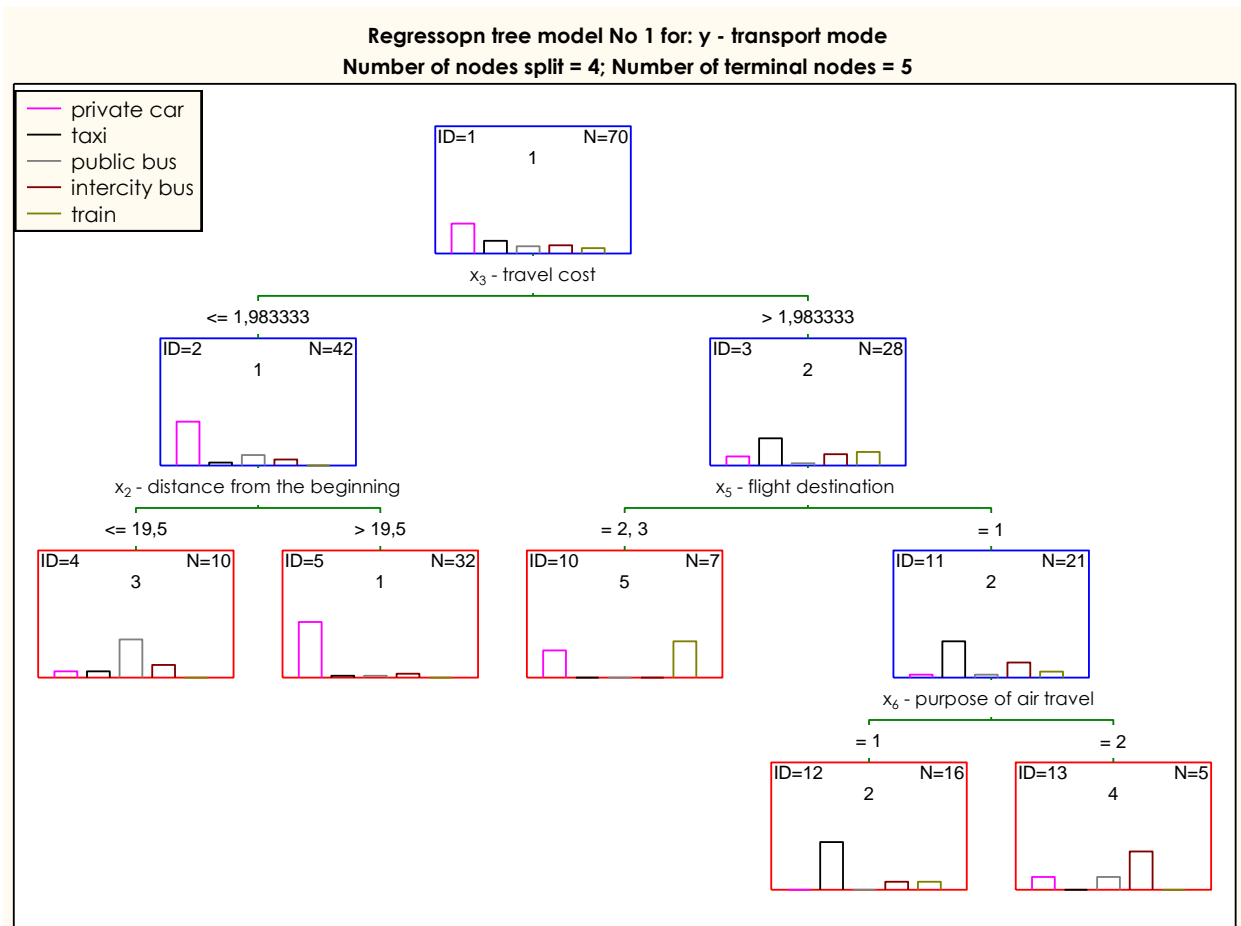 Regressopn tree model No 1 for: y - transport mode
Number of nodes split = 4; Number of terminal nodes = 5
private car
taxi
public bus
intercity bus
train
ID=1 N=70
1
x₃ - travel cost
<= 1,983333 > 1,983333
ID=2 N=42 ID=3 N=28
1 2
x₂ - distance from the beginning x₅ - flight destination
<= 19,5 > 19,5 = 2, 3 = 1
ID=4 N=10 ID=5 N=32 ID=10 N=7 ID=11 N=21
3 1 5 2
x₆ - purpose of air travel
= 1 = 2
ID=12 N=16 ID=13 N=5
2 4